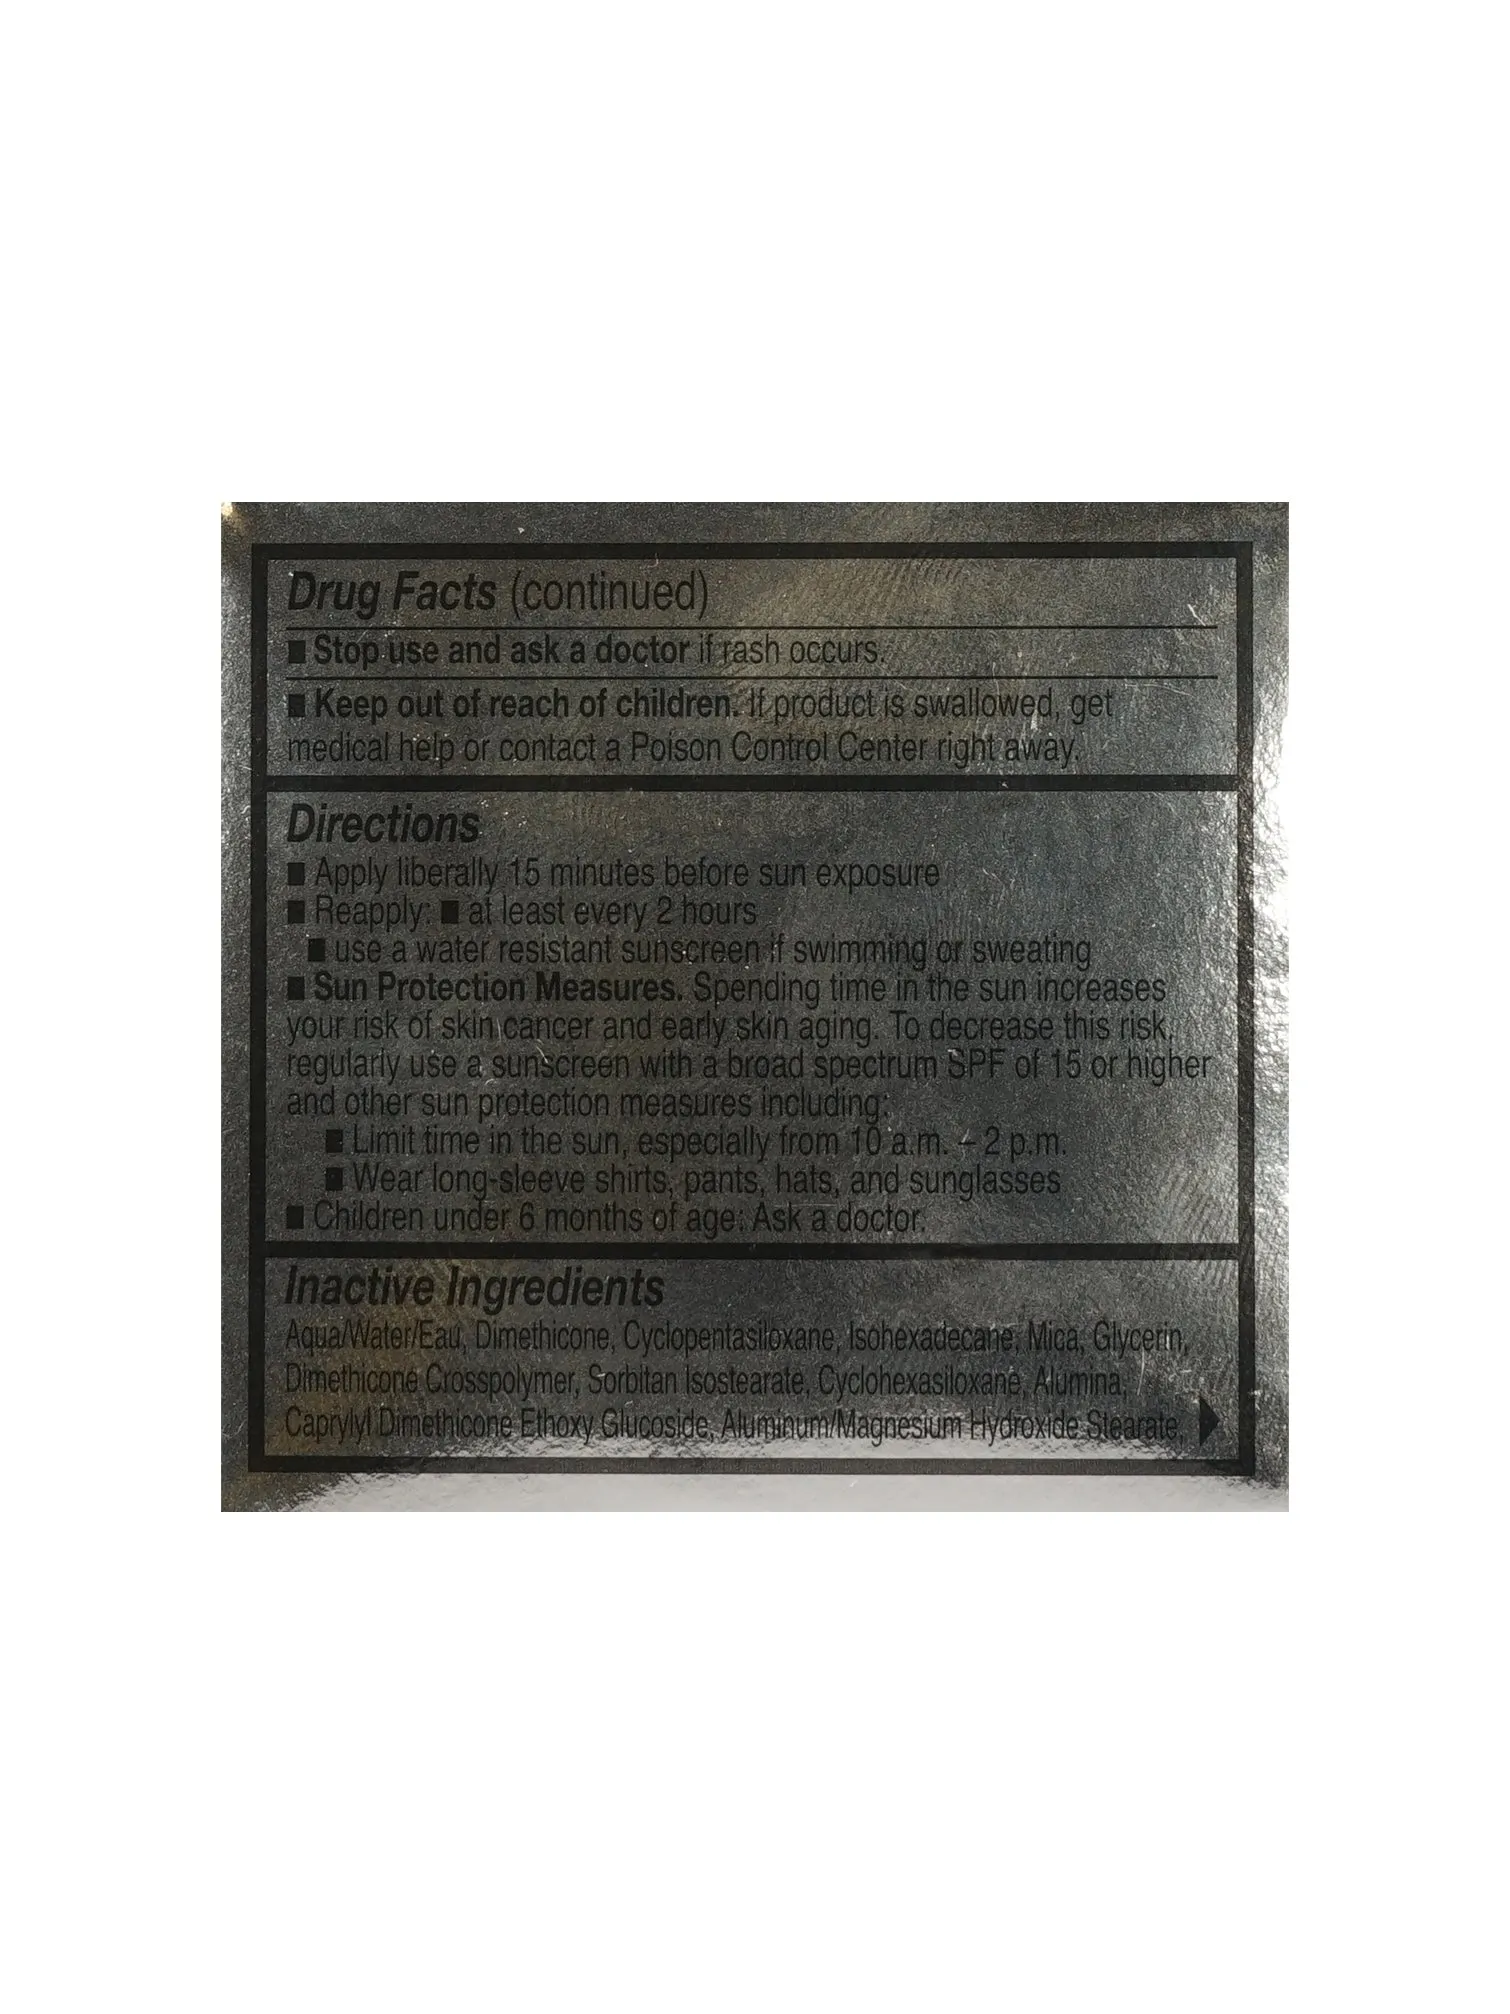 Drug Facts (continued)
■ Stop use and ask a doctor if rash occurs.
■ Keep out of reach of children. If product is swallowed, get
medical help or contact a Poison Control Center right away.
Directions
■ Apply liberally 15 minutes before sun exposure
■ Reapply: ■ at least every 2 hours
■ use a water resistant sunscreen if swimming or sweating
■ Sun Protection Measures. Spending time in the sun increases
your risk of skin cancer and early skin aging. To decrease this risk,
regularly use a sunscreen with a broad spectrum SPF of 15 or higher
and other sun protection measures including:
■ Limit time in the sun, especially from 10 a.m. – 2 p.m.
■ Wear long-sleeve shirts, pants, hats, and sunglasses
■ Children under 6 months of age: Ask a doctor.
Inactive Ingredients
Aqua/Water/Eau, Dimethicone, Cyclopentasiloxane, Isohexadecane, Mica, Glycerin,
Dimethicone Crosspolymer, Sorbitan Isostearate, Cyclohexasiloxane, Alumina,
Caprylyl Dimethicone Ethoxy Glucoside, Aluminum/Magnesium Hydroxide Stearate,